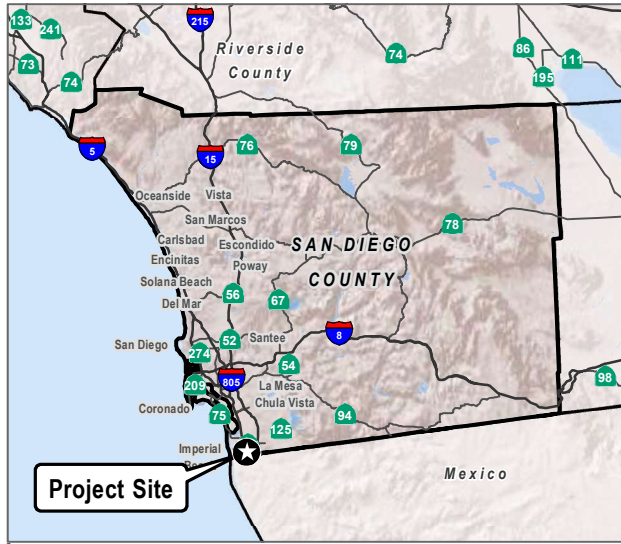 133
241
215
73
74
Riverside
County
74
86
111
195
5
15
76
79
Oceanside
Vista
San Marcos
Carlsbad
Escondido
Encinitas
Poway
Solana Beach
Del Mar
SAN DIEGO
COUNTY
78
56
67
San Diego
52
Santee
8
274
54
805
La Mesa
98
209
Chula Vista
Coronado
75
94
125
Imperial
Project Site
Mexico